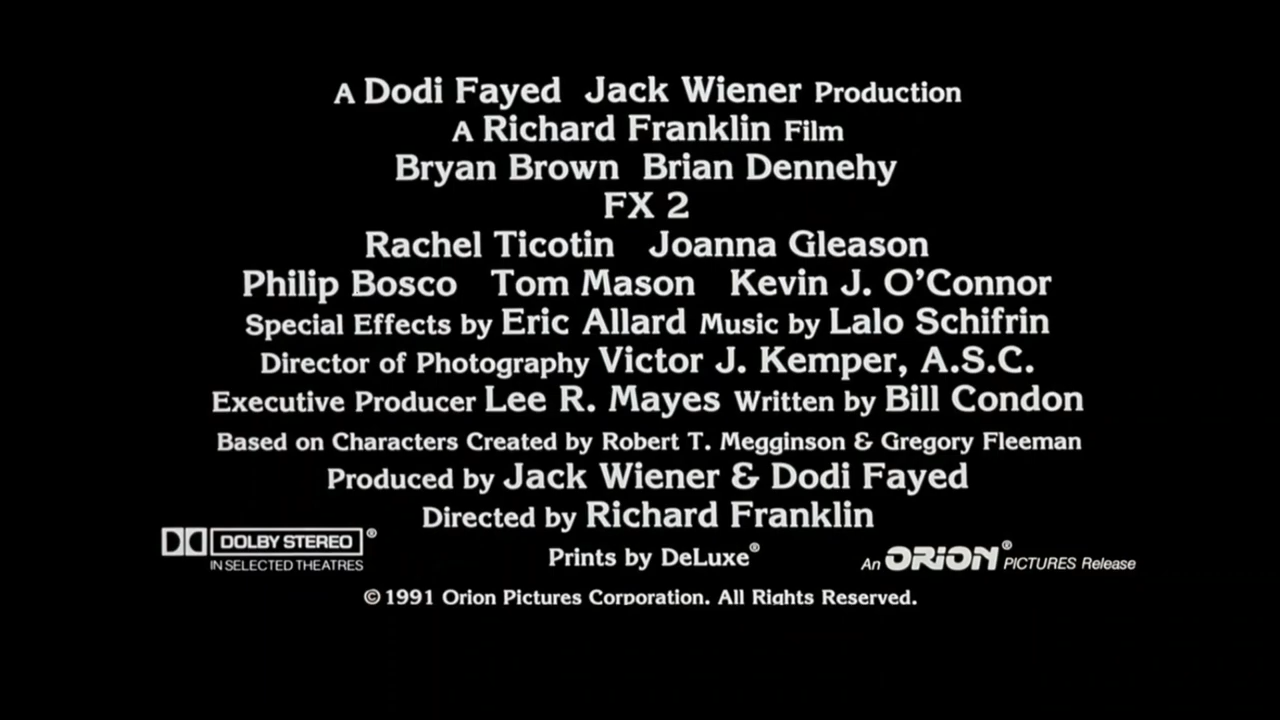 A Dodi Fayed Jack Wiener Production
A Richard Franklin Film
Bryan Brown Brian Dennehy
FX 2
Rachel Ticotin Joanna Gleason
Philip Bosco Tom Mason Kevin J. O'Connor
Special Effects by Eric Allard Music by Lalo Schifrin
Director of Photography Victor J. Kemper, A.S.C.
Executive Producer Lee R. Mayes Written by Bill Condon
Based on Characters Created by Robert T. Megginson & Gregory Fleeman
Produced by Jack Wiener & Dodi Fayed
Directed by Richard Franklin
DOLBY STEREO®
IN SELECTED THEATRES
Prints by DeLuxe®
An ORION® PICTURES Release
© 1991 Orion Pictures Corporation. All Rights Reserved.